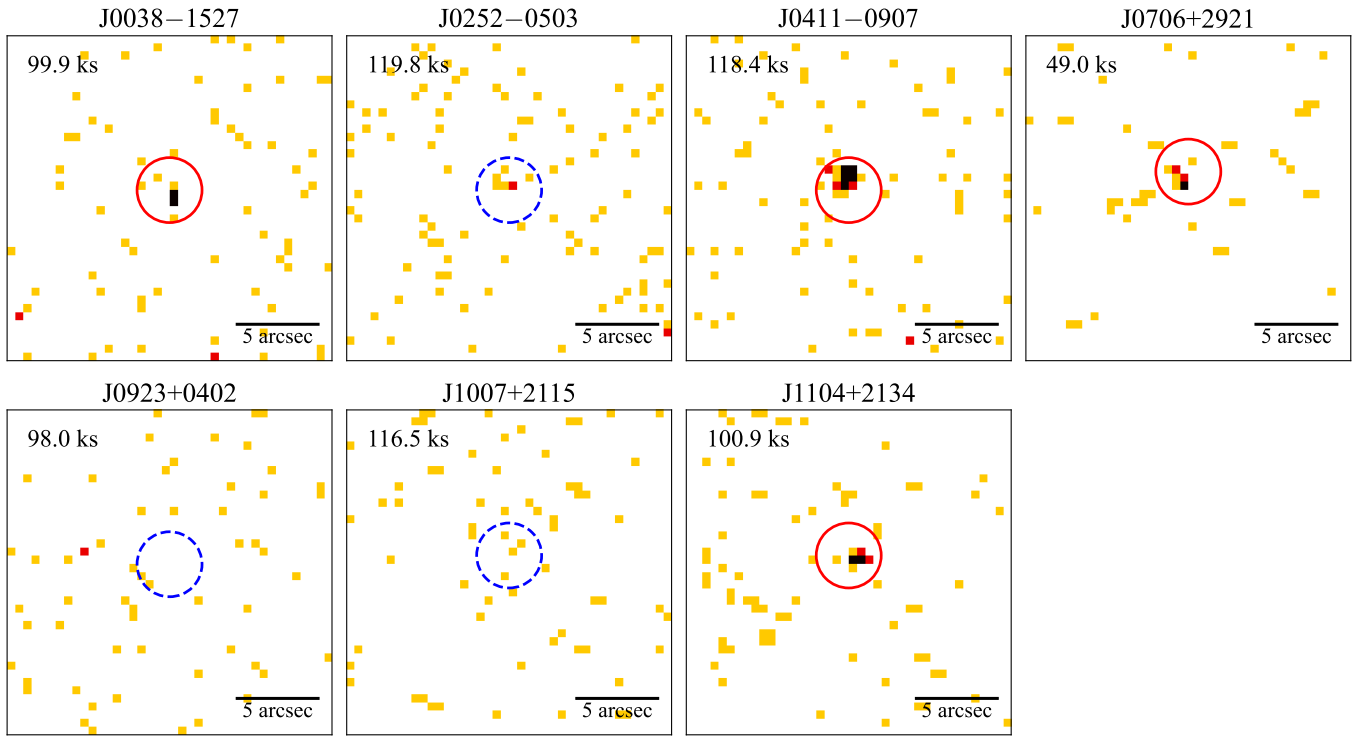 J0038−1527
99.9 ks
5 arcsec
J0252−0503
119.8 ks
5 arcsec
J0411−0907
118.4 ks
5 arcsec
J0706+2921
49.0 ks
5 arcsec
J0923+0402
98.0 ks
5 arcsec
J1007+2115
116.5 ks
5 arcsec
J1104+2134
100.9 ks
5 arcsec